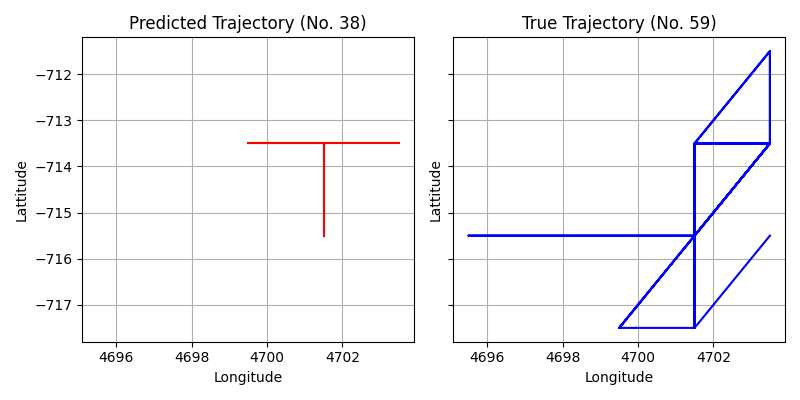 Predicted Trajectory (No. 38)
−712
−713
−714
−715
−716
−717
Lattitude
4696
4698
4700
4702
Longitude
True Trajectory (No. 59)
Lattitude
4696
4698
4700
4702
Longitude